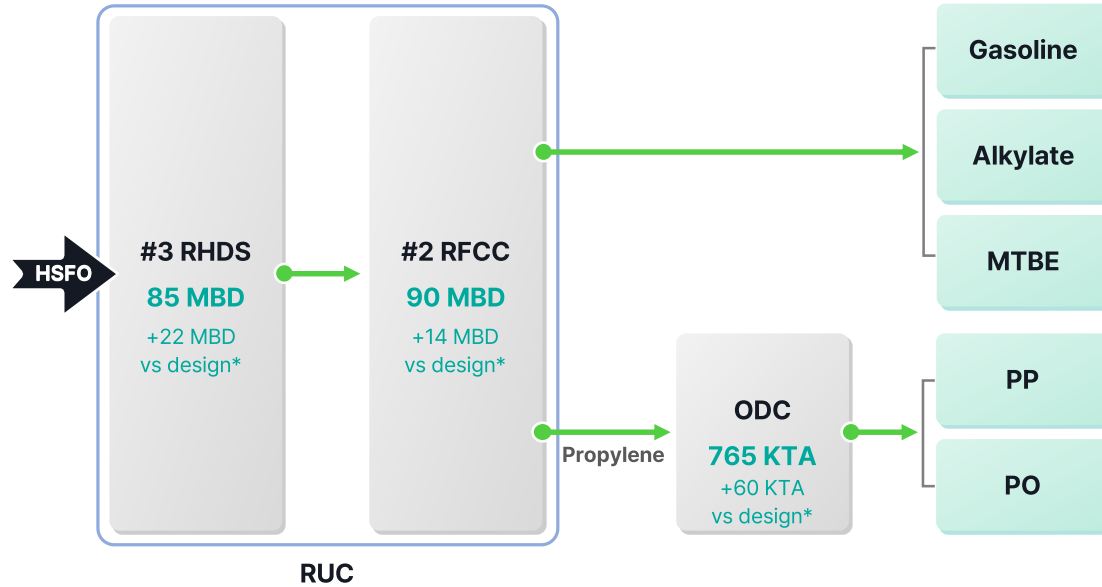 HSFO
#3 RHDS
85 MBD
+22 MBD
vs design*
#2 RFCC
90 MBD
+14 MBD
vs design*
RUC
Propylene
ODC
765 KTA
+60 KTA
vs design*
Gasoline
Alkylate
MTBE
PP
PO